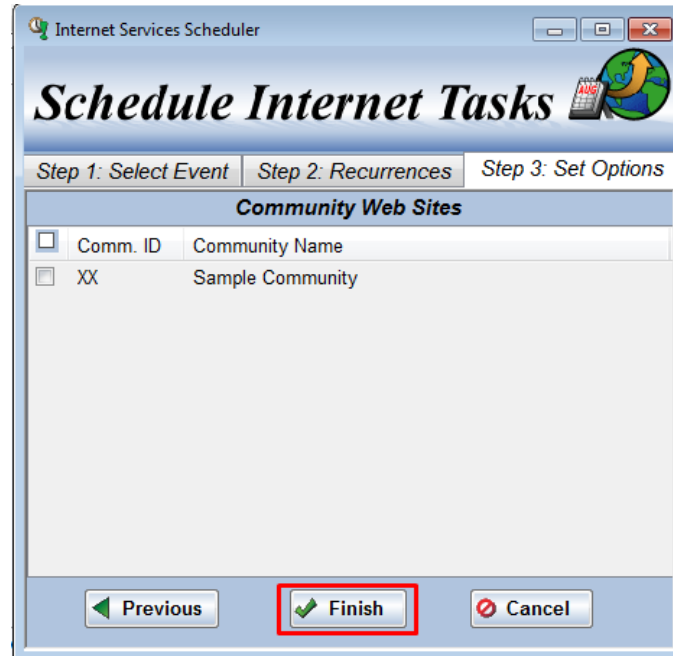 Internet Services Scheduler
Schedule Internet Tasks
AUG
Step 1: Select Event Step 2: Recurrences Step 3: Set Options
Community Web Sites
Comm. ID Community Name
XX Sample Community
Previous Finish Cancel